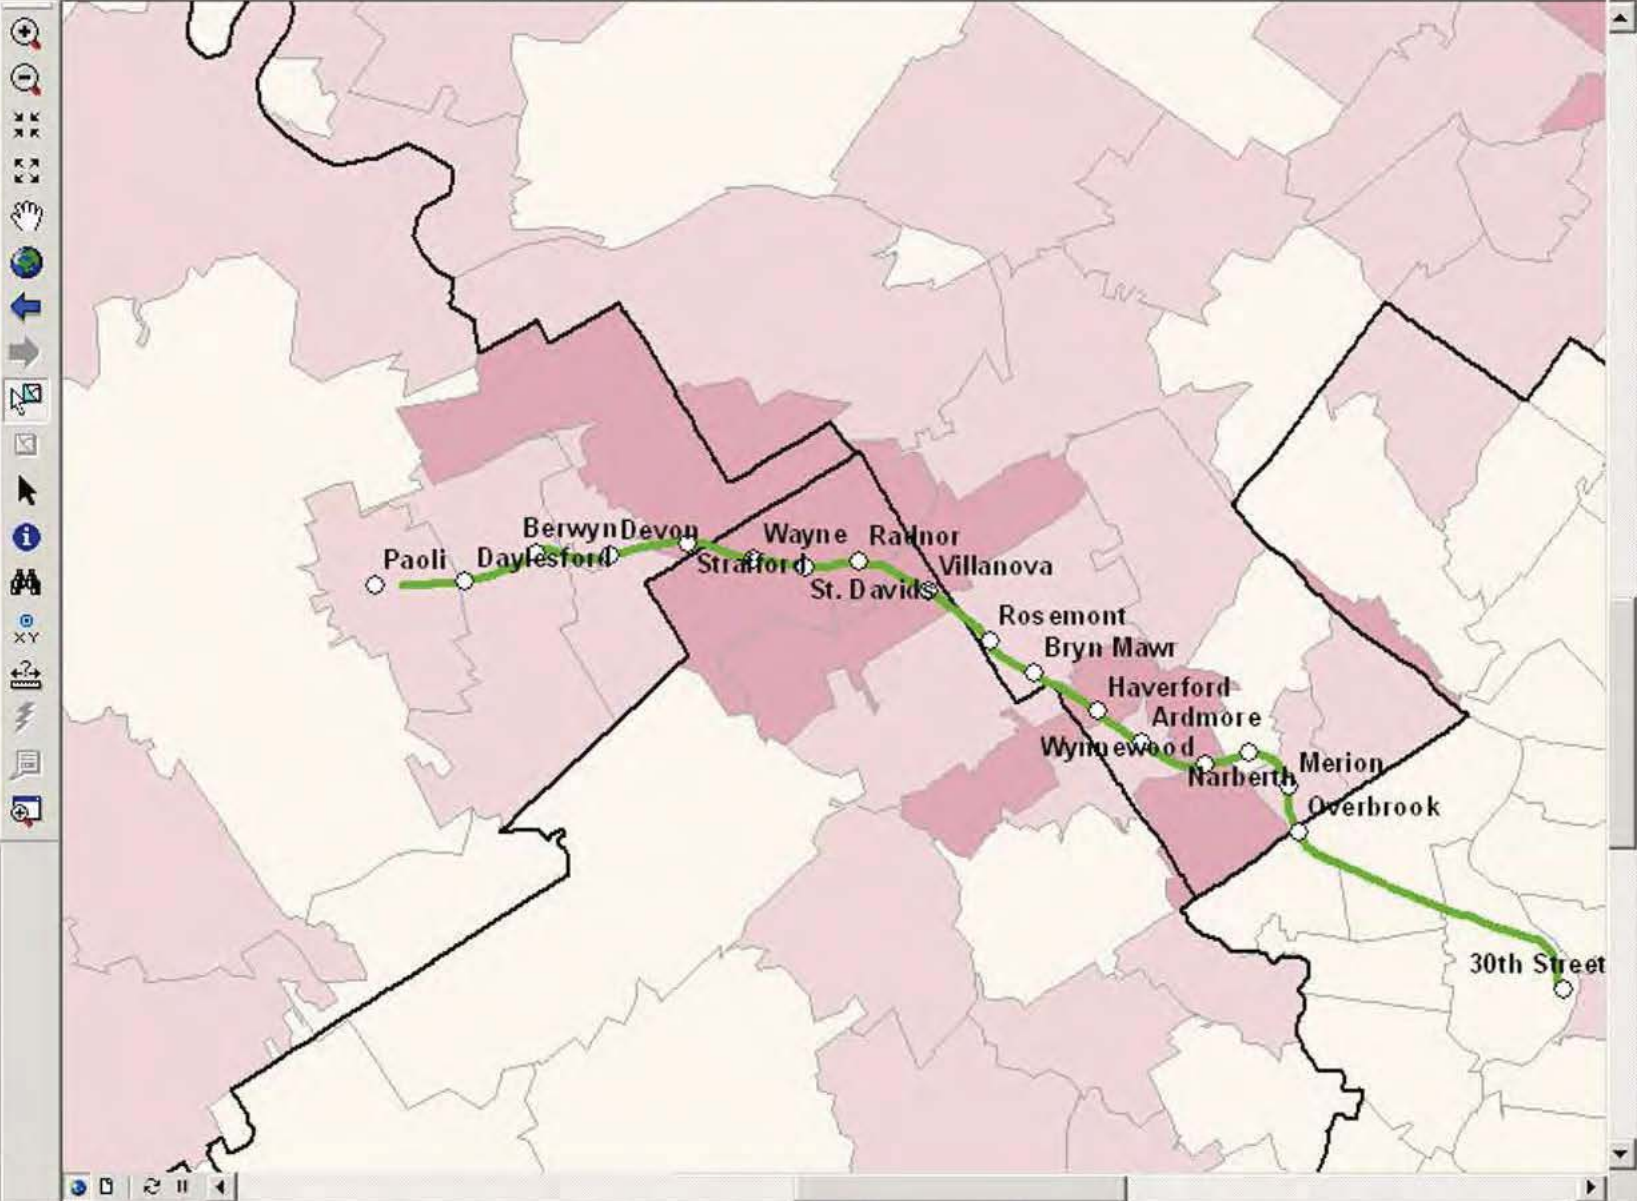 Berwyn Devon
Wayne Radnor
Paoli Daylesford
Strafford
Villanova
St. Davids
Rosemont
Bryn Mawr
Haverford
Ardmore
Wynnewood
Narberth
Merion
Overbrook
30th Street
XY